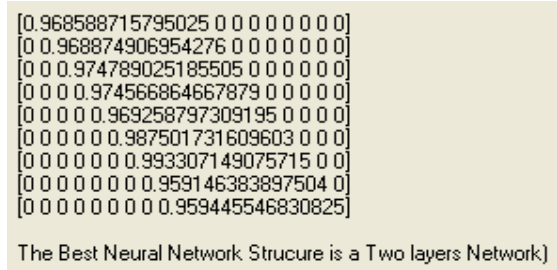 [0.968588715795025 0 0 0 0 0 0 0 0]
[0 0.968874906954276 0 0 0 0 0 0 0]
[0 0 0.974789025185505 0 0 0 0 0 0]
[0 0 0 0.974566864667879 0 0 0 0 0]
[0 0 0 0 0.969258797309195 0 0 0 0]
[0 0 0 0 0 0.987501731609603 0 0 0]
[0 0 0 0 0 0 0.993307149075715 0 0]
[0 0 0 0 0 0 0 0.959146383897504 0]
[0 0 0 0 0 0 0 0 0.959445546830825]
The Best Neural Network Strucure is a Two layers Network)